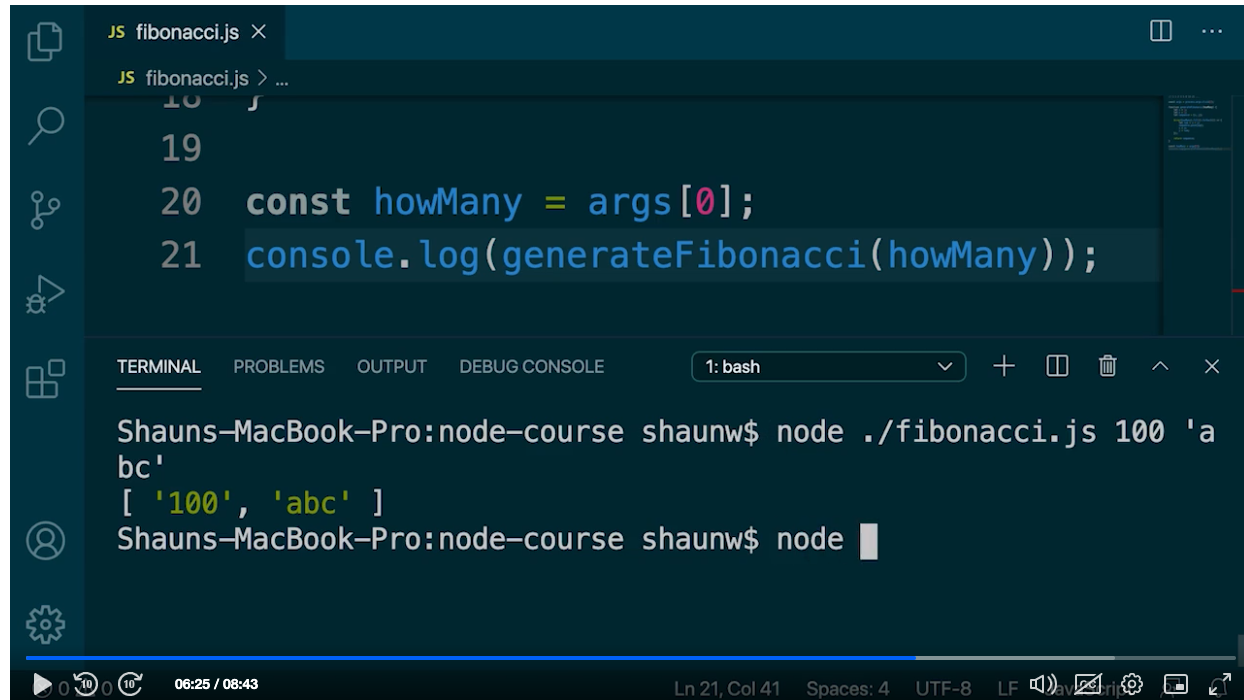 JS fibonacci.js
JS fibonacci.js > ...
18 }
19
20 const howMany = args[0];
21 console.log(generateFibonacci(howMany));
TERMINAL PROBLEMS OUTPUT DEBUG CONSOLE 1: bash
Shauns-MacBook-Pro:node-course shaunw$ node ./fibonacci.js 100 'a
bc'
[ '100', 'abc' ]
Shauns-MacBook-Pro:node-course shaunw$ node
10 10 06:25 / 08:43 Ln 21, Col 41 Spaces: 4 UTF-8 LF